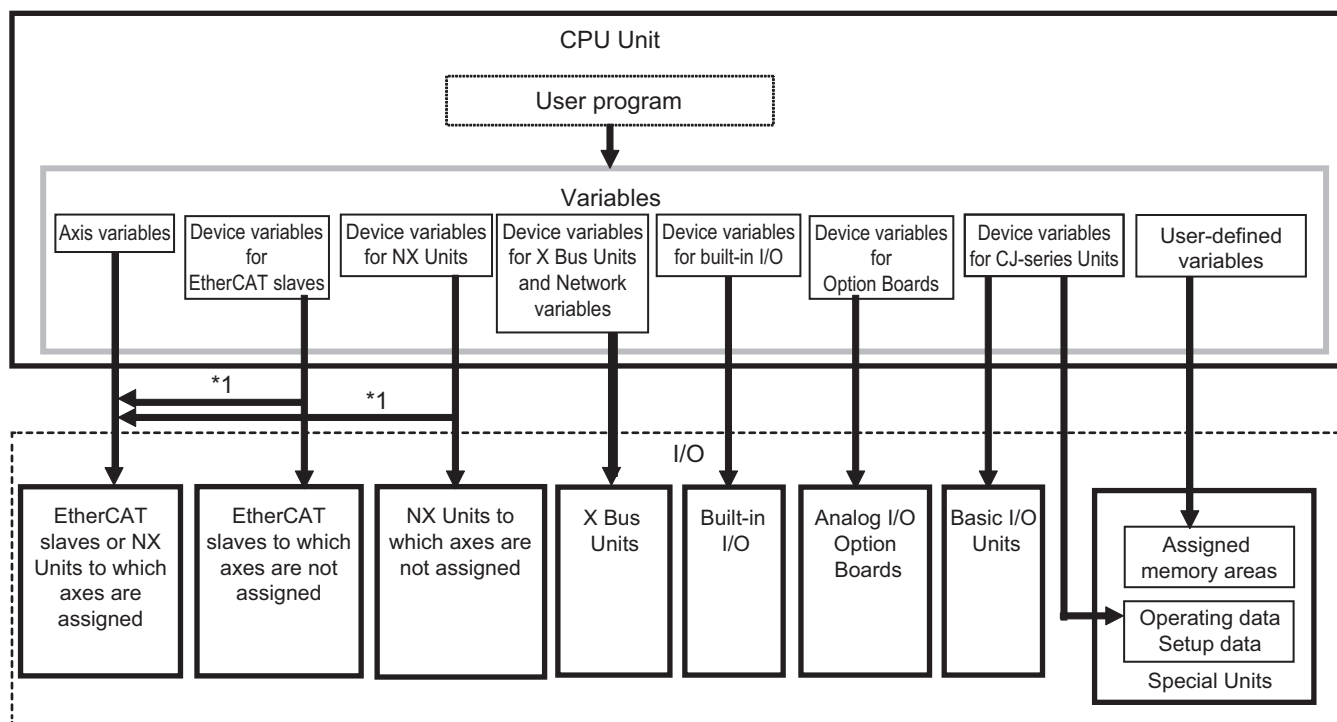 CPU Unit
User program
Variables
Axis variables
Device variables
for
EtherCAT slaves
Device variables
for NX Units
Device variables
for X Bus Units
and Network
variables
Device variables
for built-in I/O
Device variables
for
Option Boards
Device variables
for CJ-series Units
User-defined
variables
*1
*1
I/O
EtherCAT
slaves or NX
Units to which
axes are
assigned
EtherCAT
slaves to which
axes are not
assigned
NX Units to
which axes are
not assigned
X Bus
Units
Built-in
I/O
Analog I/O
Option
Boards
Basic I/O
Units
Assigned
memory areas
Operating data
Setup data
Special Units